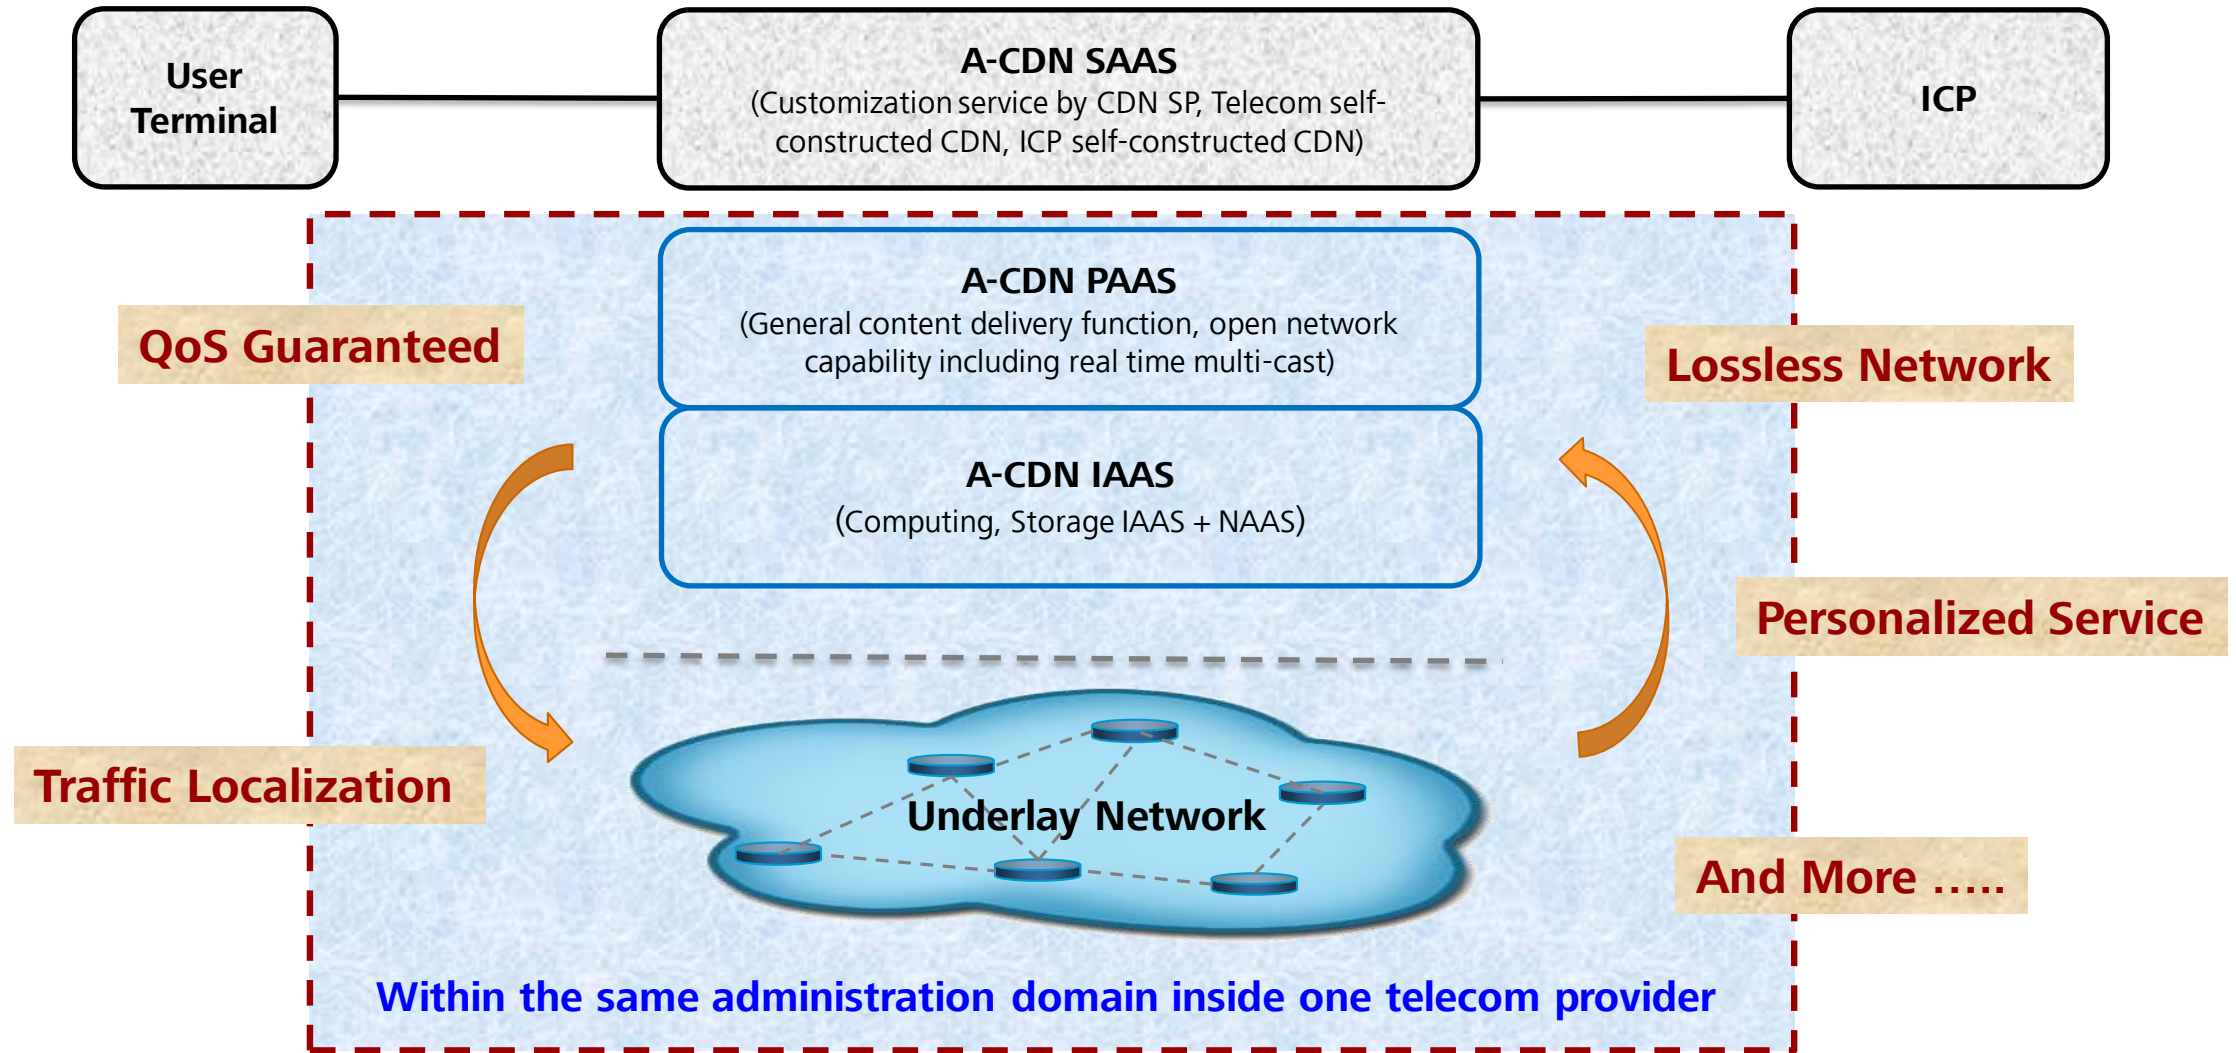 User
Terminal
A-CDN SAAS
(Customization service by CDN SP, Telecom self-
constructed CDN, ICP self-constructed CDN)
ICP
A-CDN PAAS
(General content delivery function, open network
capability including real time multi-cast)
QoS Guaranteed
Lossless Network
A-CDN IAAS
(Computing, Storage IAAS + NAAS)
Personalized Service
Traffic Localization
Underlay Network
And More .....
Within the same administration domain inside one telecom provider